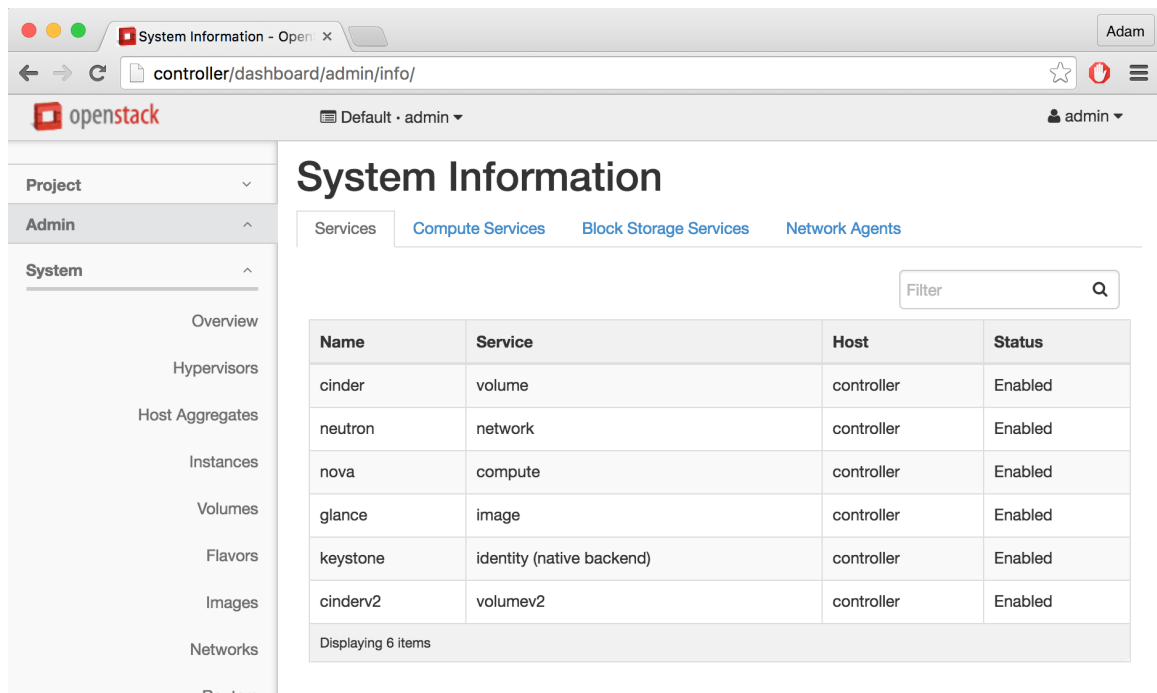 System Information - Open
Adam
controller/dashboard/admin/info/
openstack
Default · admin
admin
Project
Admin
System
Overview
Hypervisors
Host Aggregates
Instances
Volumes
Flavors
Images
Networks
System Information
Services Compute Services Block Storage Services Network Agents
Filter
Name Service Host Status
cinder volume controller Enabled
neutron network controller Enabled
nova compute controller Enabled
glance image controller Enabled
keystone identity (native backend) controller Enabled
cinderv2 volumev2 controller Enabled
Displaying 6 items